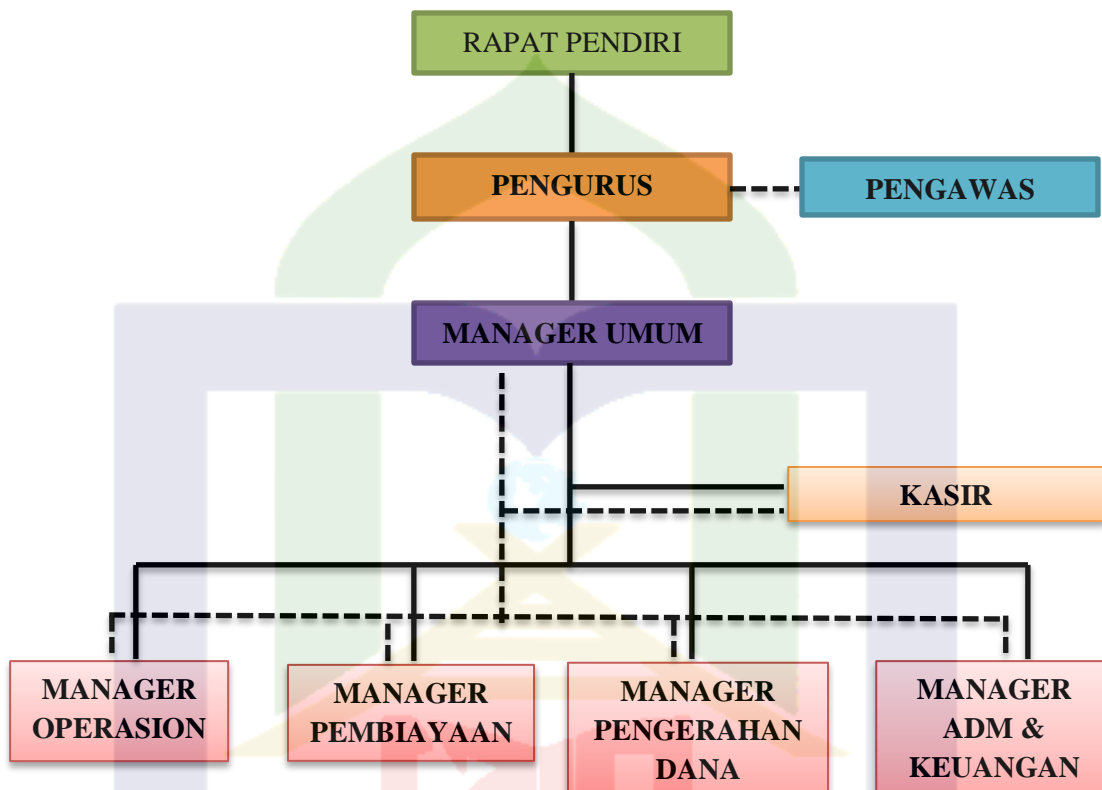 RAPAT PENDIRI
PENGURUS
PENGAWAS
MANAGER UMUM
KASIR
MANAGER
OPERASION
MANAGER
PEMBIAYAAN
MANAGER
PENGERAHAN
DANA
MANAGER
ADM &
KEUANGAN